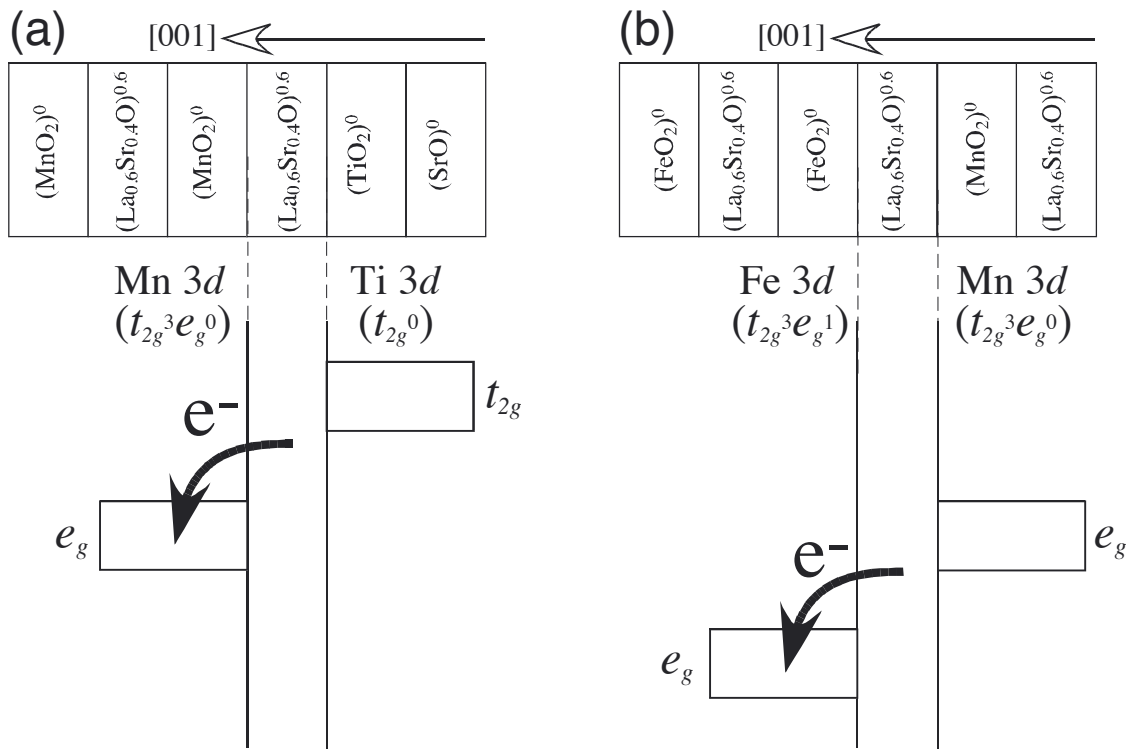 (a)
[001]
(MnO₂)⁰
(La₀.₆Sr₀.₄O)⁰·⁶
(MnO₂)⁰
(La₀.₆Sr₀.₄O)⁰·⁶
(TiO₂)⁰
(SrO)⁰
Mn 3d
(t₂g³eg⁰)
Ti 3d
(t₂g⁰)
t₂g
e⁻
eg
(b)
[001]
(FeO₂)⁰
(La₀.₆Sr₀.₄O)⁰·⁶
(FeO₂)⁰
(La₀.₆Sr₀.₄O)⁰·⁶
(MnO₂)⁰
(La₀.₆Sr₀.₄O)⁰·⁶
Fe 3d
(t₂g³eg¹)
Mn 3d
(t₂g³eg⁰)
eg
e⁻
eg